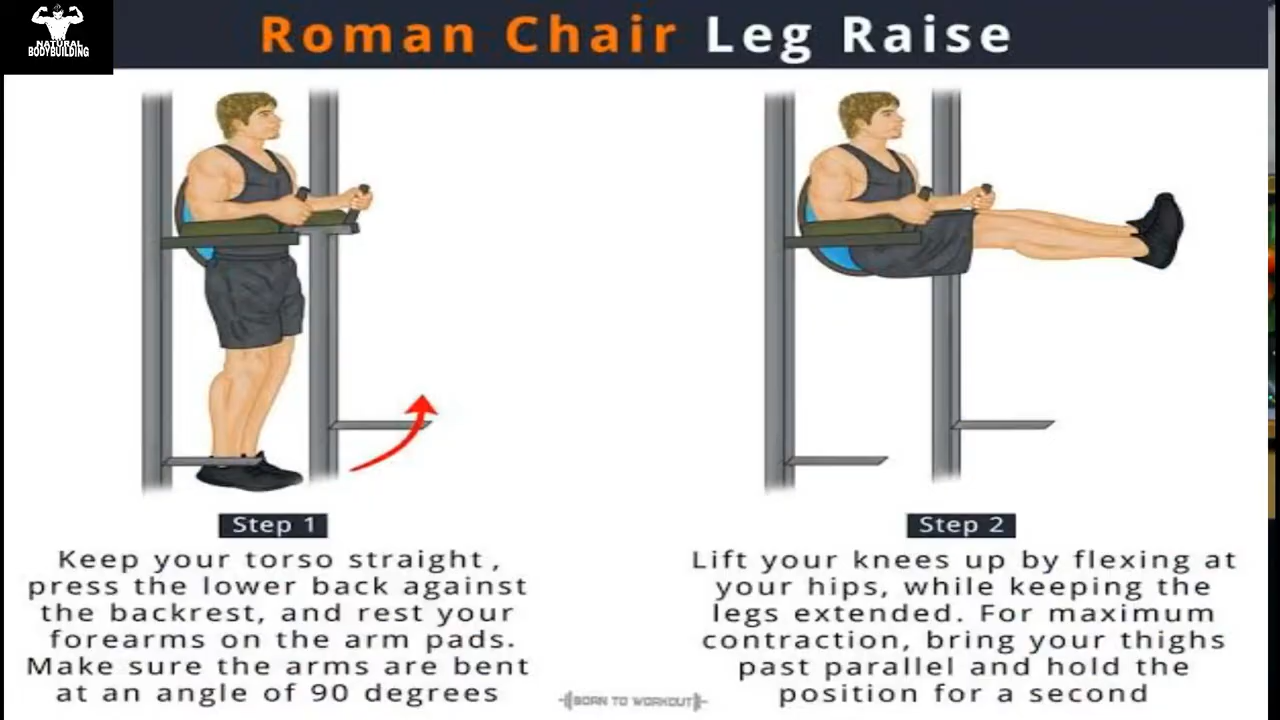 NATURAL
BODYBUILDING
Roman Chair Leg Raise
Step 1
Keep your torso straight ,
press the lower back against
the backrest, and rest your
forearms on the arm pads.
Make sure the arms are bent
at an angle of 90 degrees
Step 2
Lift your knees up by flexing at
your hips, while keeping the
legs extended. For maximum
contraction, bring your thighs
past parallel and hold the
position for a second
BORN TO WORKOUT